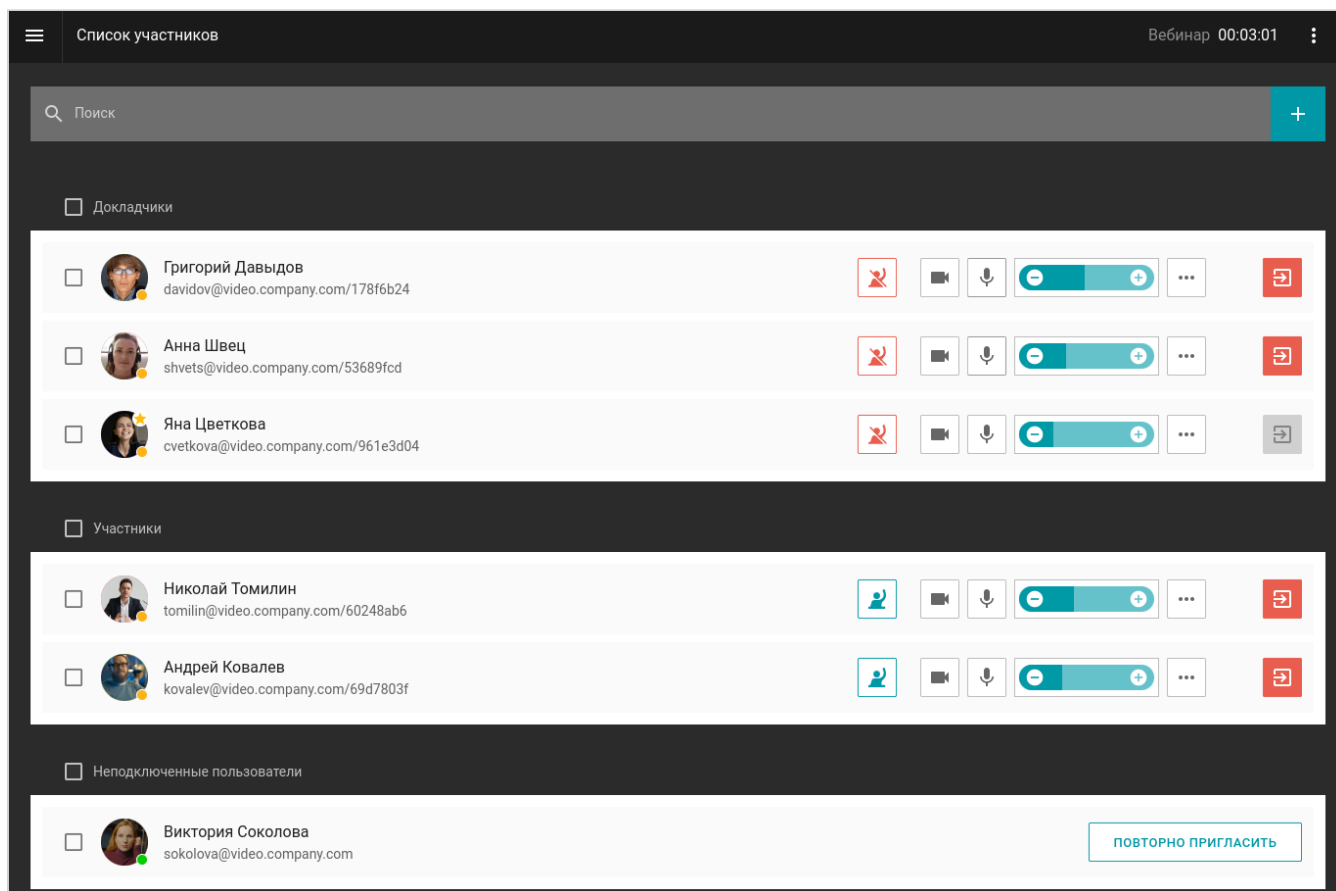 Список участников
Вебинар 00:03:01
Поиск
Докладчики
Григорий Давыдов
davidov@video.company.com/178f6b24
Анна Швец
shvets@video.company.com/53689fcd
Яна Цветкова
cvetkova@video.company.com/961e3d04
Участники
Николай Томилин
tomilin@video.company.com/60248ab6
Андрей Ковалев
kovalev@video.company.com/69d7803f
Неподключенные пользователи
Виктория Соколова
sokolova@video.company.com
ПОВТОРНО ПРИГЛАСИТЬ